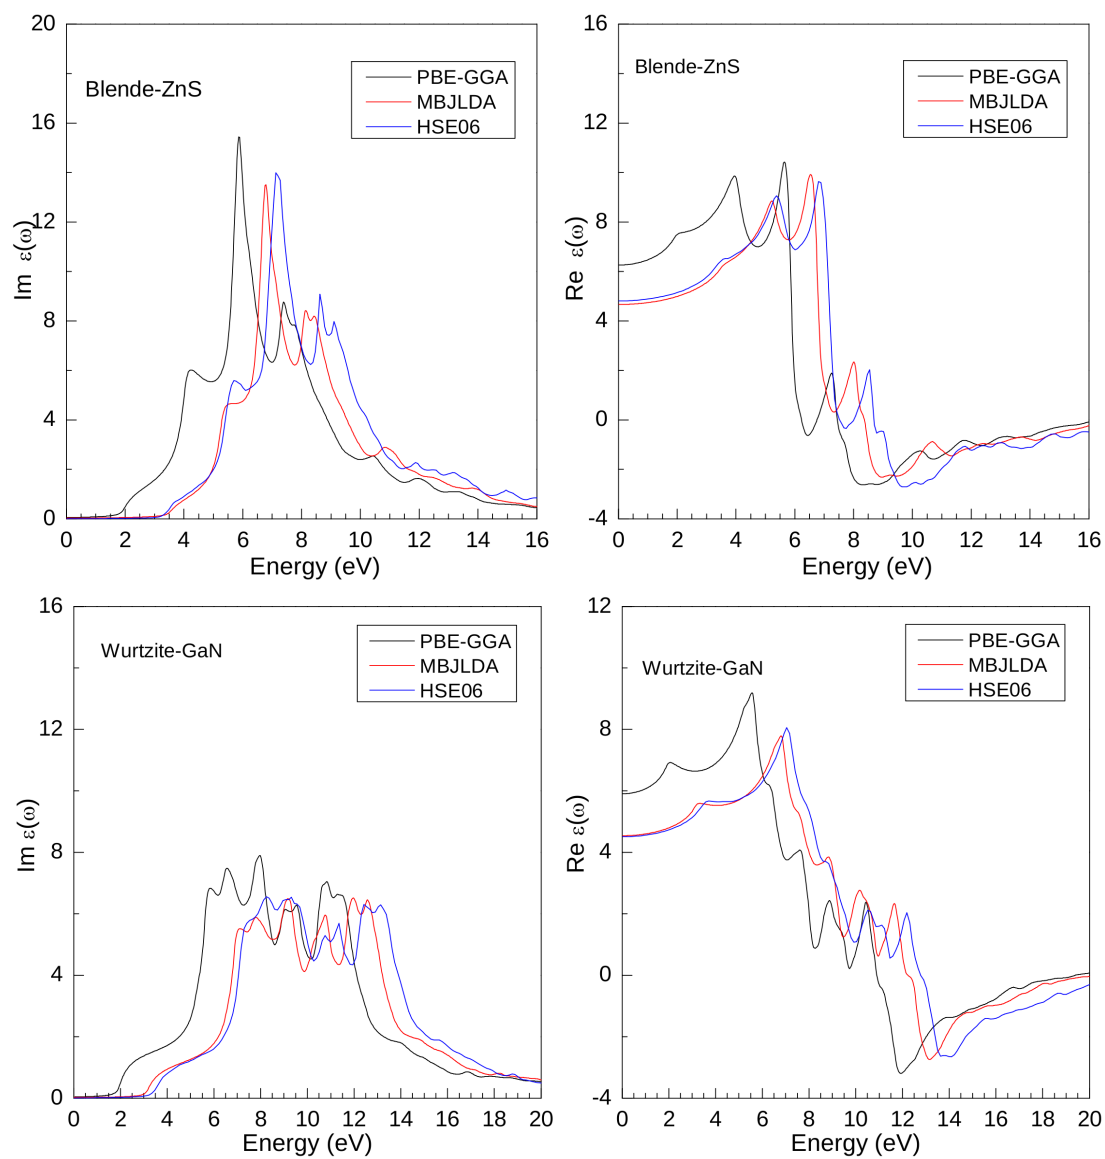 20
16
12
8
4
0
Im ε(ω)
Blende-ZnS
PBE-GGA
MBJLDA
HSE06
0 2 4 6 8 10 12 14 16
Energy (eV)
16
12
8
4
0
-4
Re ε(ω)
Blende-ZnS
PBE-GGA
MBJLDA
HSE06
0 2 4 6 8 10 12 14 16
Energy (eV)
16
12
8
4
0
Im ε(ω)
Wurtzite-GaN
PBE-GGA
MBJLDA
HSE06
0 2 4 6 8 10 12 14 16 18 20
Energy (eV)
12
8
4
0
-4
Re ε(ω)
Wurtzite-GaN
PBE-GGA
MBJLDA
HSE06
0 2 4 6 8 10 12 14 16 18 20
Energy (eV)